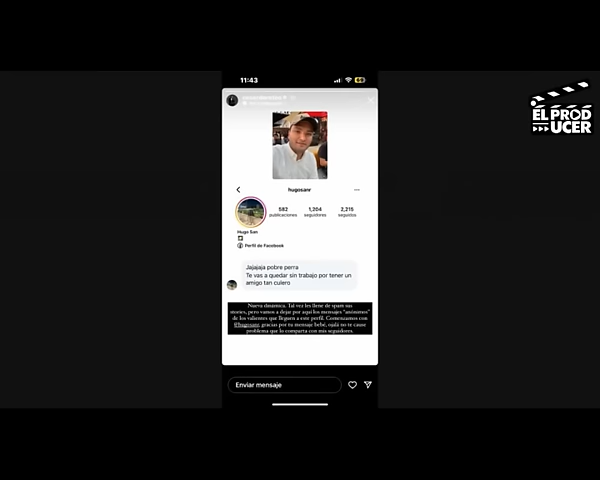 11:43
EL PROD
UCER
hugosanr
582
1,204
2,215
publicaciones
seguidores
seguidos
Hugo San
Perfil de Facebook
Jajajaja pobre perra
Te vas a quedar sin trabajo por tener un
amigo tan culero
Nueva dinámica. Tal vez les llene de spam sus
stories, pero vamos a dejar por aquí los mensajes "anónimos"
de los valientes que lleguen a este perfil. Comenzamos con
@hugosanr, gracias por tu mensaje bebé, ojalá no te cause
problema que lo comparta con mis seguidores.
Enviar mensaje